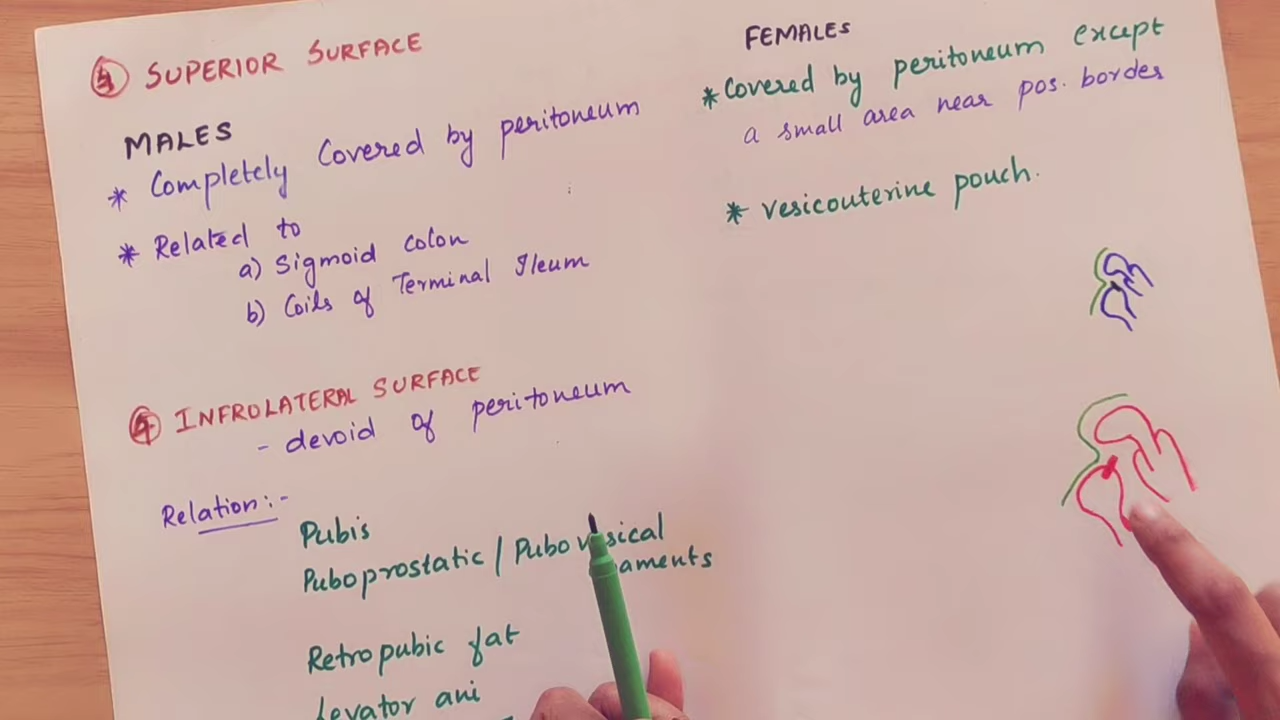 3 SUPERIOR SURFACE
MALES
* Completely Covered by peritoneum
* Related to
a) Sigmoid colon
b) Coils of Terminal Ileum
FEMALES
* Covered by peritoneum except
a small area near pos. border
* vesicouterine pouch.
4 INFROLATERAL SURFACE
- devoid of peritoneum
Relation:-
Pubis
Puboprostatic /
Retropubic fat
Levator ani